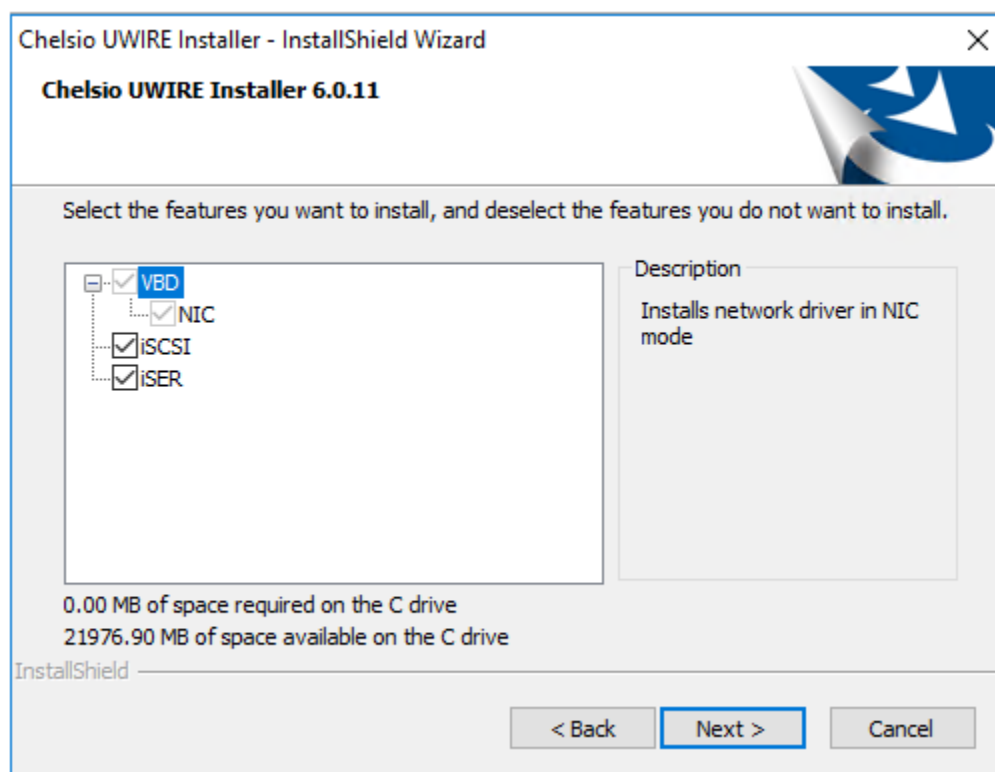 Chelsio UWIRE Installer - InstallShield Wizard
Chelsio UWIRE Installer 6.0.11
Select the features you want to install, and deselect the features you do not want to install.
VBD
NIC
iSCSI
iSER
Description
Installs network driver in NIC
mode
0.00 MB of space required on the C drive
21976.90 MB of space available on the C drive
InstallShield
< Back
Next >
Cancel